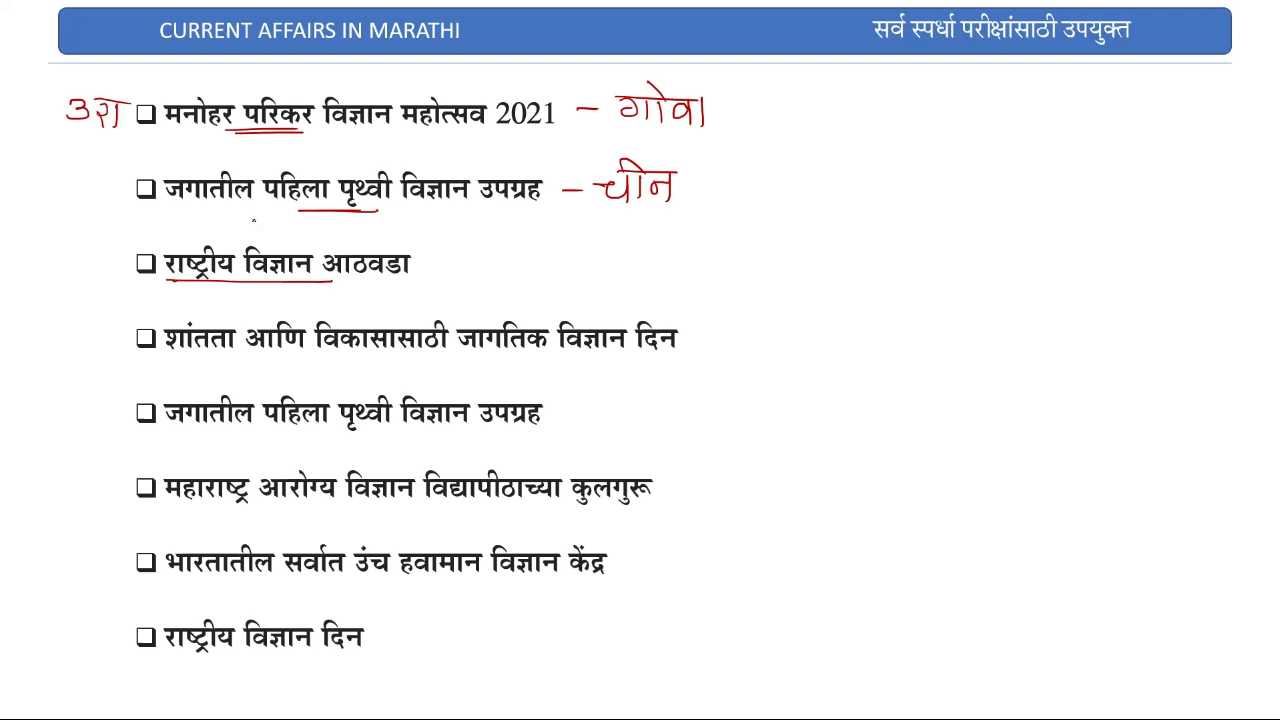 CURRENT AFFAIRS IN MARATHI सर्व स्पर्धा परीक्षांसाठी उपयुक्त
3रा मनोहर परिकर विज्ञान महोत्सव 2021 – गोवा
जगातील पहिला पृथ्वी विज्ञान उपग्रह – चीन
राष्ट्रीय विज्ञान आठवडा
शांतता आणि विकासासाठी जागतिक विज्ञान दिन
जगातील पहिला पृथ्वी विज्ञान उपग्रह
महाराष्ट्र आरोग्य विज्ञान विद्यापीठाच्या कुलगुरू
भारतातील सर्वात उंच हवामान विज्ञान केंद्र
राष्ट्रीय विज्ञान दिन